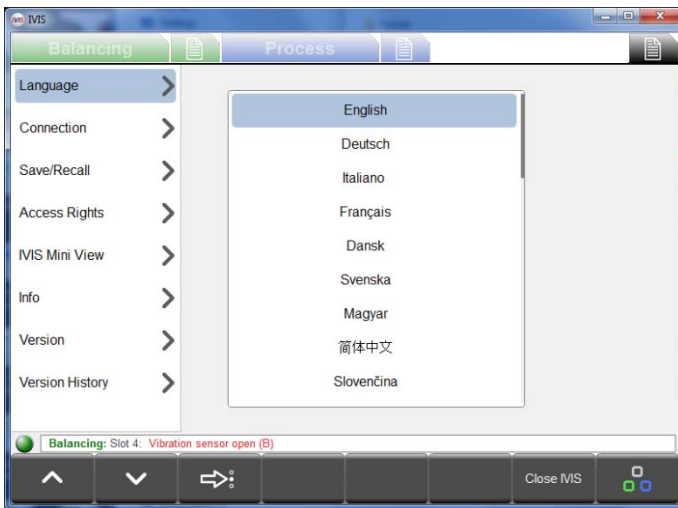 IVIS IVIS
Balancing
Process
Language
Connection
Save/Recall
Access Rights
IVIS Mini View
Info
Version
Version History
English
Deutsch
Italiano
Français
Dansk
Svenska
Magyar
简体中文
Slovenčina
Balancing: Slot 4: Vibration sensor open (B)
Close IVIS